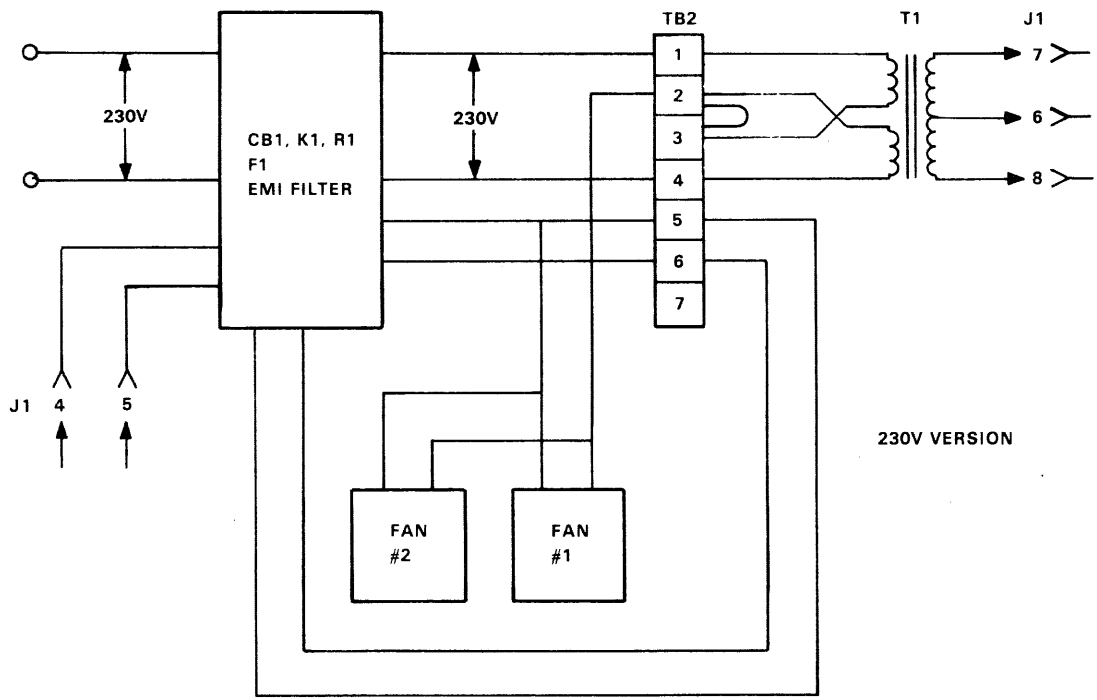 TB2
T1
J1
1
7
2
230V
230V
6
CB1, K1, R1
F1
EMI FILTER
3
4
8
5
6
7
J1 4 5
230V VERSION
FAN
#2
FAN
#1